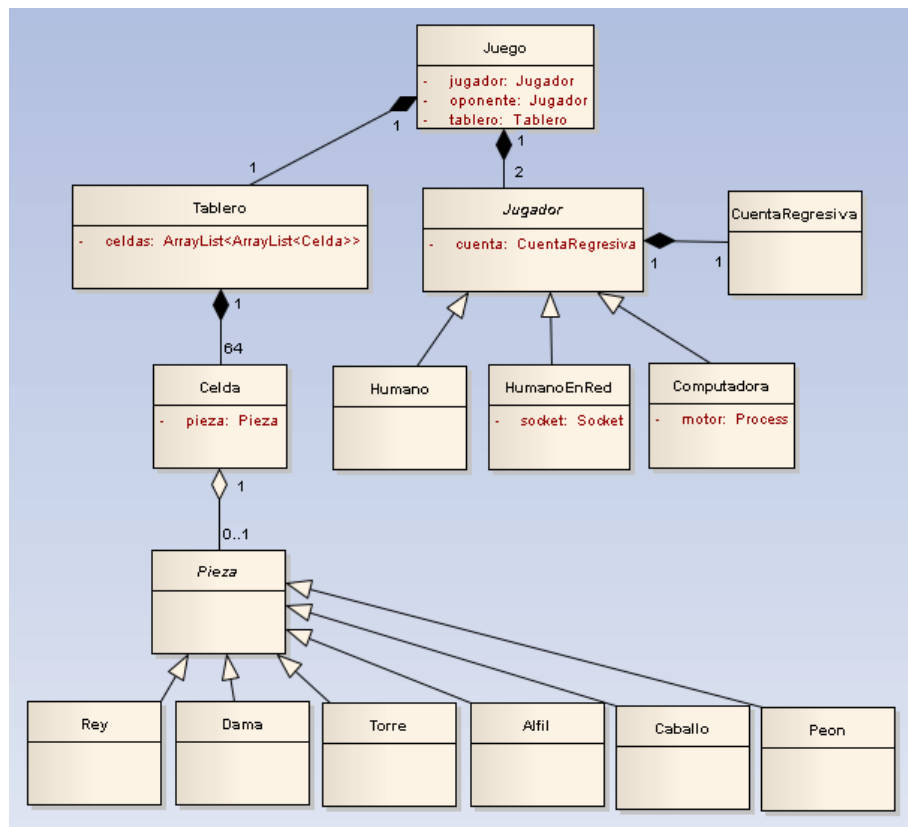 Juego
- jugador: Jugador
- oponente: Jugador
- tablero: Tablero
1
1
1
2
Tablero
- celdas: ArrayList<ArrayList<Celda>>
Jugador
- cuenta: CuentaRegresiva
1
1
CuentaRegresiva
1
64
Celda
- pieza: Pieza
Humano
HumanoEnRed
- socket: Socket
Computadora
- motor: Process
1
0..1
Pieza
Rey
Dama
Torre
Alfil
Caballo
Peon